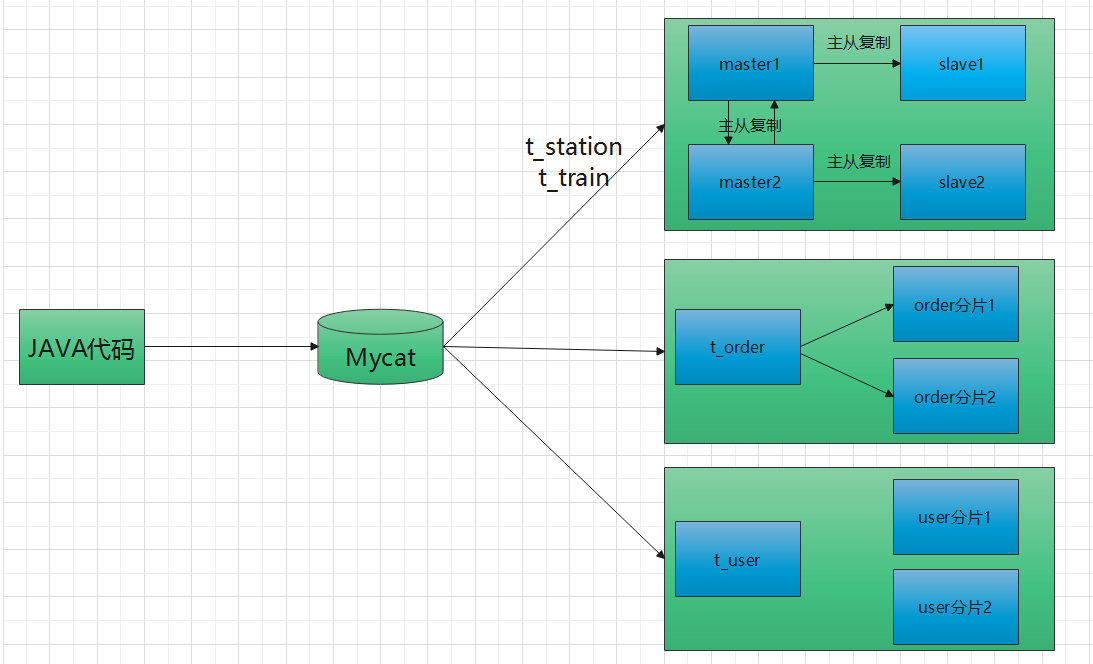 JAVA代码
Mycat
t_station
t_train
master1
主从复制
slave1
主从复制
master2
主从复制
slave2
t_order
order分片1
order分片2
t_user
user分片1
user分片2